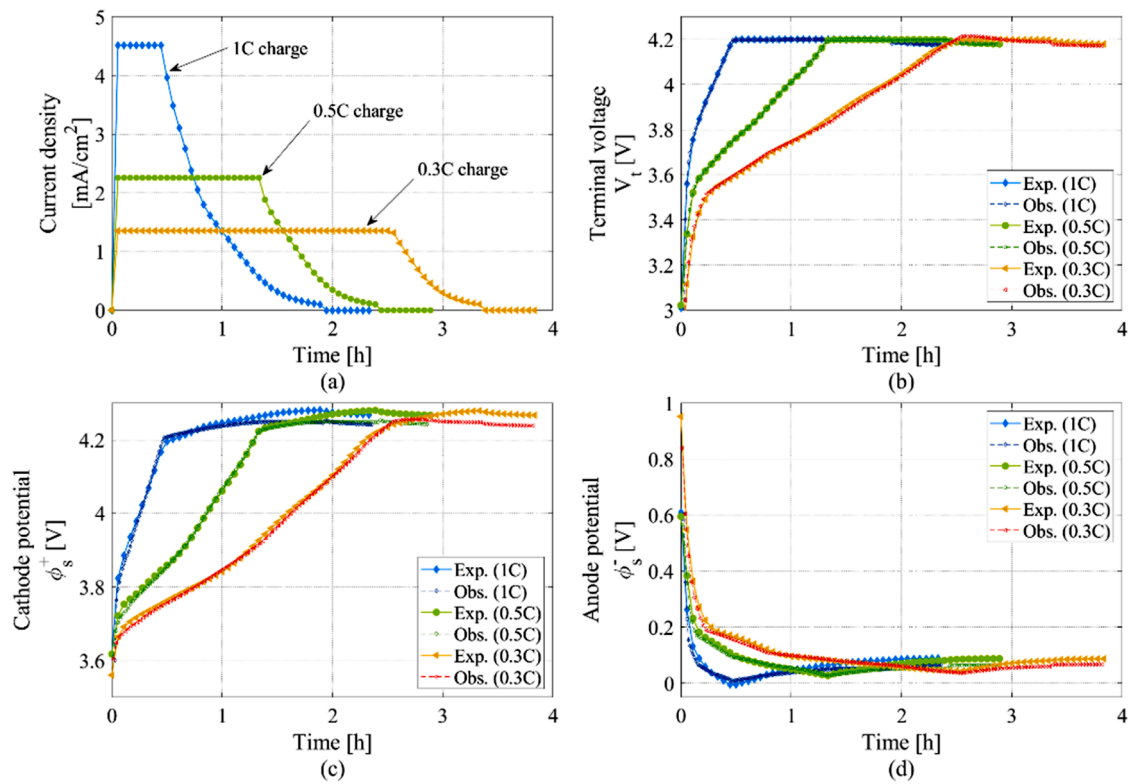 5
4
3
2
1
0
0
1
2
3
4
Current density
[mA/cm²]
1C charge
0.5C charge
0.3C charge
Time [h]
(a)
4.2
4
3.8
3.6
3.4
3.2
3
0
1
2
3
4
Terminal voltage
Vt [V]
Exp. (1C)
Obs. (1C)
Exp. (0.5C)
Obs. (0.5C)
Exp. (0.3C)
Obs. (0.3C)
Time [h]
(b)
4.2
4
3.8
3.6
0
1
2
3
4
Cathode potential
ϕs+ [V]
Exp. (1C)
Obs. (1C)
Exp. (0.5C)
Obs. (0.5C)
Exp. (0.3C)
Obs. (0.3C)
Time [h]
(c)
1
0.8
0.6
0.4
0.2
0
0
1
2
3
4
Anode potential
ϕs- [V]
Exp. (1C)
Obs. (1C)
Exp. (0.5C)
Obs. (0.5C)
Exp. (0.3C)
Obs. (0.3C)
Time [h]
(d)